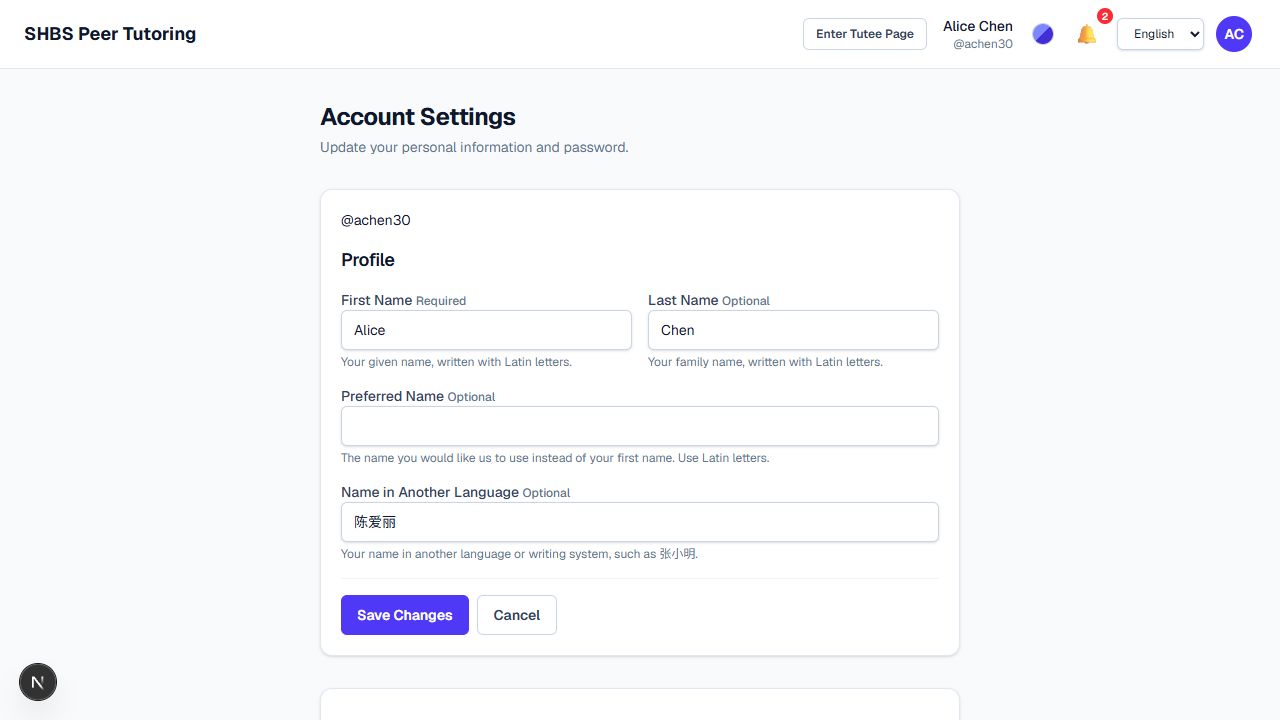 SHBS Peer Tutoring
Enter Tutee Page
Alice Chen
@achen30
2
English
AC
Account Settings
Update your personal information and password.
@achen30
Profile
First Name Required
Last Name Optional
Alice
Chen
Your given name, written with Latin letters.
Your family name, written with Latin letters.
Preferred Name Optional
The name you would like us to use instead of your first name. Use Latin letters.
Name in Another Language Optional
陈爱丽
Your name in another language or writing system, such as 张小明.
Save Changes
Cancel
N